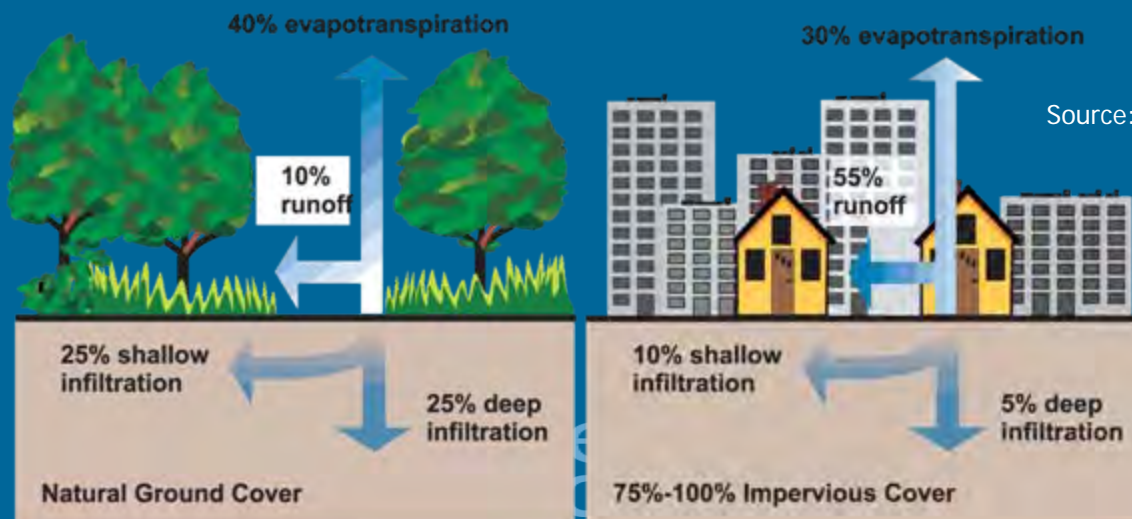 40% evapotranspiration
10%
runoff
25% shallow
infiltration
25% deep
infiltration
Natural Ground Cover
30% evapotranspiration
Source:
55%
runoff
10% shallow
infiltration
5% deep
infiltration
75%-100% Impervious Cover